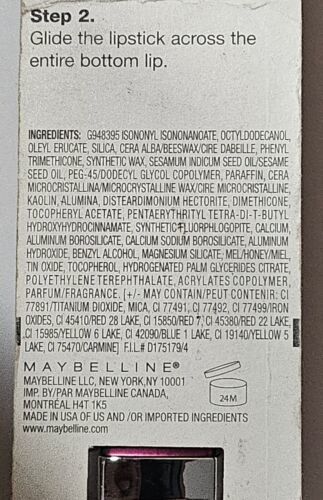 Step 2.
Glide the lipstick across the
entire bottom lip.
INGREDIENTS: G948395 ISONONYL ISONONANOATE, OCTYLDODECANOL,
OLEYL ERUCATE, SILICA, CERA ALBA/BEESWAX/CIRE DABEILLE, PHENYL
TRIMETHICONE, SYNTHETIC WAX, SESAMUM INDICUM SEED OIL/SESAME
SEED OIL, PEG-45/DODECYL GLYCOL COPOLYMER, PARAFFIN, CERA
MICROCRISTALLINA/MICROCRYSTALLINE WAX/CIRE MICROCRISTALLINE,
KAOLIN, ALUMINA, DISTEARDIMONIUM HECTORITE, DIMETHICONE,
TOCOPHERYL ACETATE, PENTAERYTHRITYL TETRA-DI-T-BUTYL
HYDROXYHYDROCINNAMATE, SYNTHETIC FLUORPHLOGOPITE, CALCIUM
ALUMINUM BOROSILICATE, CALCIUM SODIUM BOROSILICATE, ALUMINUM
HYDROXIDE, BENZYL ALCOHOL, MAGNESIUM SILICATE, MEL/HONEY/MIEL,
TIN OXIDE, TOCOPHEROL, HYDROGENATED PALM GLYCERIDES CITRATE,
POLYETHYLENE TEREPHTHALATE, ACRYLATES COPOLYMER,
PARFUM/FRAGRANCE. [+/- MAY CONTAIN/PEUT CONTENIR: CI
77891/TITANIUM DIOXIDE, MICA, CI 77491, CI 77492, CI 77499/IRON
OXIDES, CI 45410/RED 28 LAKE, CI 15850/RED 7, CI 45380/RED 22 LAKE,
CI 15985/YELLOW 6 LAKE, CI 42090/BLUE 1 LAKE, CI 19140/YELLOW 5
LAKE, CI 75470/CARMINE] F.I.L# D175179/4
MAYBELLINE®
MAYBELLINE LLC, NEW YORK, NY 10001
IMP. BY/PAR MAYBELLINE CANADA,
MONTRÉAL H4T 1K5
MADE IN USA OF US AND /OR IMPORTED INGREDIENTS
www.maybelline.com
24M